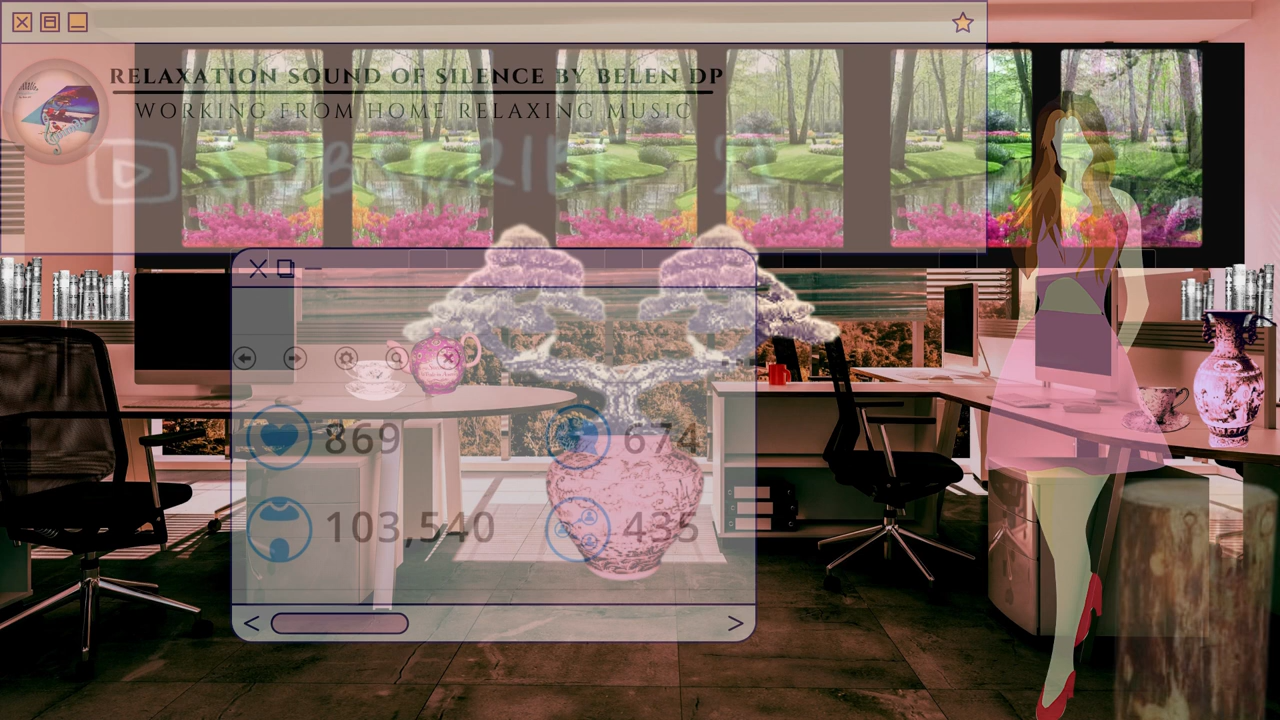 RELAXATION SOUND OF SILENCE BY BELEN DP
WORKING FROM HOME RELAXING MUSIC
869
674
103,540
435